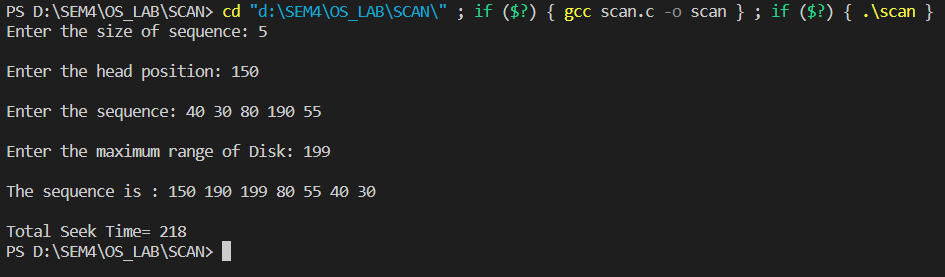 PS D:\SEM4\OS_LAB\SCAN> cd "d:\SEM4\OS_LAB\SCAN\" ; if ($?) { gcc scan.c -o scan } ; if ($?) { .\scan }
Enter the size of sequence: 5
Enter the head position: 150
Enter the sequence: 40 30 80 190 55
Enter the maximum range of Disk: 199
The sequence is : 150 190 199 80 55 40 30
Total Seek Time= 218
PS D:\SEM4\OS_LAB\SCAN>